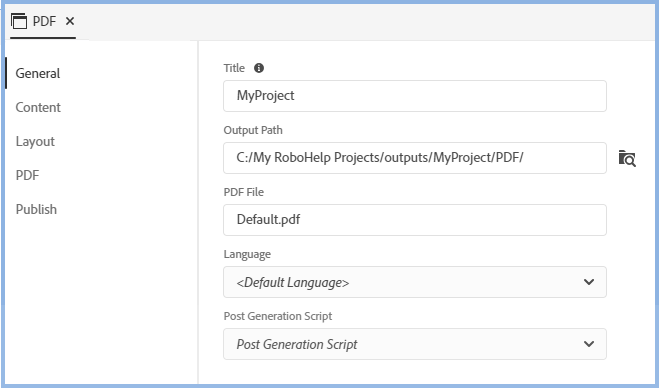 PDF
General
Content
Layout
PDF
Publish
Title
MyProject
Output Path
C:/My RoboHelp Projects/outputs/MyProject/PDF/
PDF File
Default.pdf
Language
<Default Language>
Post Generation Script
Post Generation Script